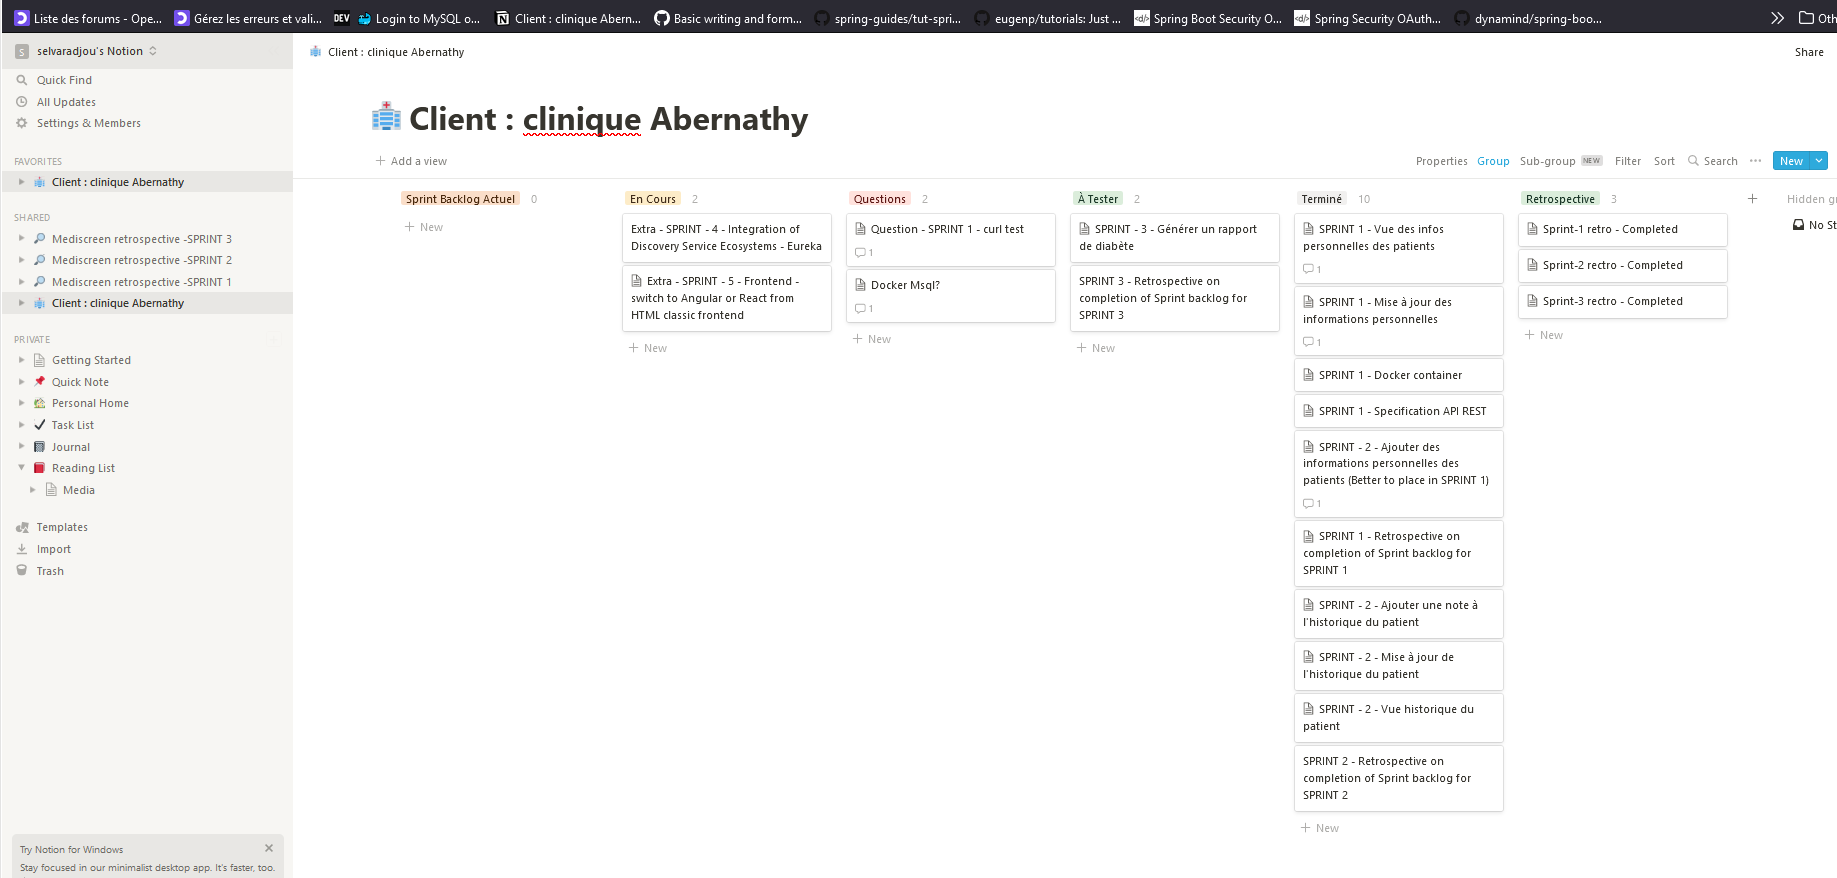 Liste des forums - Ope...
Gérez les erreurs et vali...
DEV
Login to MySQL o...
Client : clinique Abern...
Basic writing and form...
spring-guides/tut-spri...
eugenp/tutorials: Just ...
Spring Boot Security O...
Spring Security OAuth...
dynamind/spring-boo...
Oth
S selvaradjou's Notion
Quick Find
All Updates
Settings & Members
FAVORITES
Client : clinique Abernathy
SHARED
Mediscreen retrospective -SPRINT 3
Mediscreen retrospective -SPRINT 2
Mediscreen retrospective -SPRINT 1
Client : clinique Abernathy
PRIVATE
Getting Started
Quick Note
Personal Home
Task List
Journal
Reading List
Media
Templates
Import
Trash
Try Notion for Windows
Stay focused in our minimalist desktop app. It's faster, too.
Client : clinique Abernathy
Share
Client : clinique Abernathy
Add a view
Properties
Group
Sub-group NEW
Filter
Sort
Search
New
Sprint Backlog Actuel 0
New
En Cours 2
Extra - SPRINT - 4 - Integration of
Discovery Service Ecosystems - Eureka
Extra - SPRINT - 5 - Frontend -
switch to Angular or React from
HTML classic frontend
New
Questions 2
Question - SPRINT 1 - curl test
1
Docker Msql?
1
New
À Tester 2
SPRINT - 3 - Générer un rapport
de diabète
SPRINT 3 - Retrospective on
completion of Sprint backlog for
SPRINT 3
New
Terminé 10
SPRINT 1 - Vue des infos
personnelles des patients
1
SPRINT 1 - Mise à jour des
informations personnelles
1
SPRINT 1 - Docker container
SPRINT 1 - Specification API REST
SPRINT - 2 - Ajouter des
informations personnelles des
patients (Better to place in SPRINT 1)
1
SPRINT 1 - Retrospective on
completion of Sprint backlog for
SPRINT 1
SPRINT - 2 - Ajouter une note à
l'historique du patient
SPRINT - 2 - Mise à jour de
l'historique du patient
SPRINT - 2 - Vue historique du
patient
SPRINT 2 - Retrospective on
completion of Sprint backlog for
SPRINT 2
New
Retrospective 3
Sprint-1 retro - Completed
Sprint-2 rectro - Completed
Sprint-3 rectro - Completed
New
Hidden gr
No St